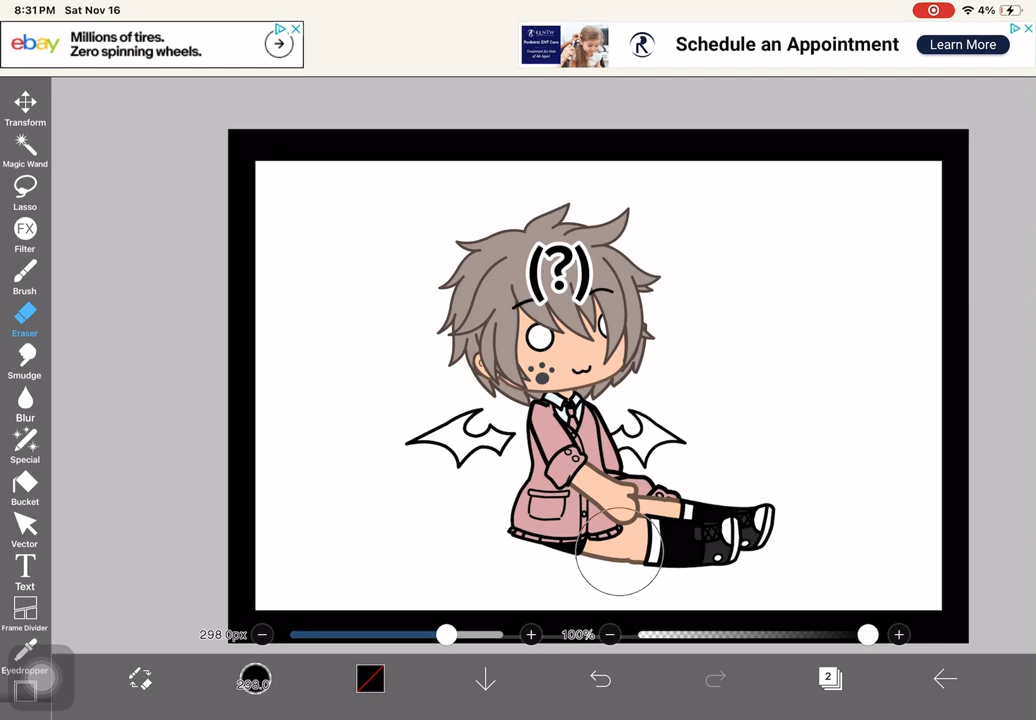 8:31PM Sat Nov 16
4%
ebay
Millions of tires.
Zero spinning wheels.
Schedule an Appointment
Learn More
Transform
Magic Wand
Lasso
FX
Filter
Brush
Eraser
Smudge
Blur
Special
Bucket
Vector
T
Text
Frame Divider
Eyedropper
(?)
298.0px
100%
298.0
2